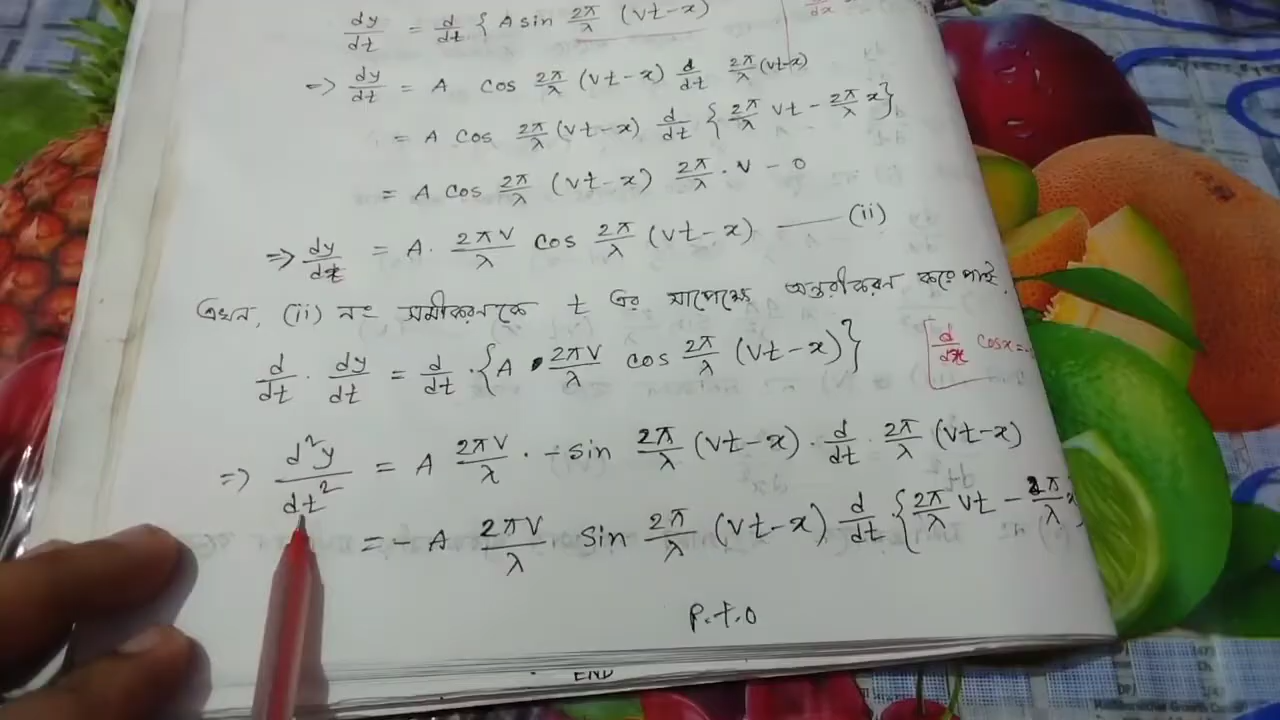 dy/dt = d/dt { A sin 2π/λ (vt-x)
⇒ dy/dt = A cos 2π/λ (vt-x) d/dt 2π/λ (vt-x)
= A cos 2π/λ (vt-x) d/dt { 2π/λ vt - 2π/λ x }
= A cos 2π/λ (vt-x) 2π/λ . v - 0
⇒ dy/dt = A. 2πv/λ cos 2π/λ (vt-x) —— (ii)
এখন, (ii) নং সমীকরণকে t এর সাপেক্ষে অন্তরীকরণ করে পাই,
d/dt . dy/dt = d/dt . { A . 2πv/λ cos 2π/λ (vt-x) }
[ d/dx cos x = -
⇒ d²y/dt² = A 2πv/λ . -sin 2π/λ (vt-x) . d/dt . 2π/λ (vt-x)
= - A 2πv/λ . sin 2π/λ (vt-x) d/dt . { 2π/λ vt - 2π/λ x
P.t.0
END